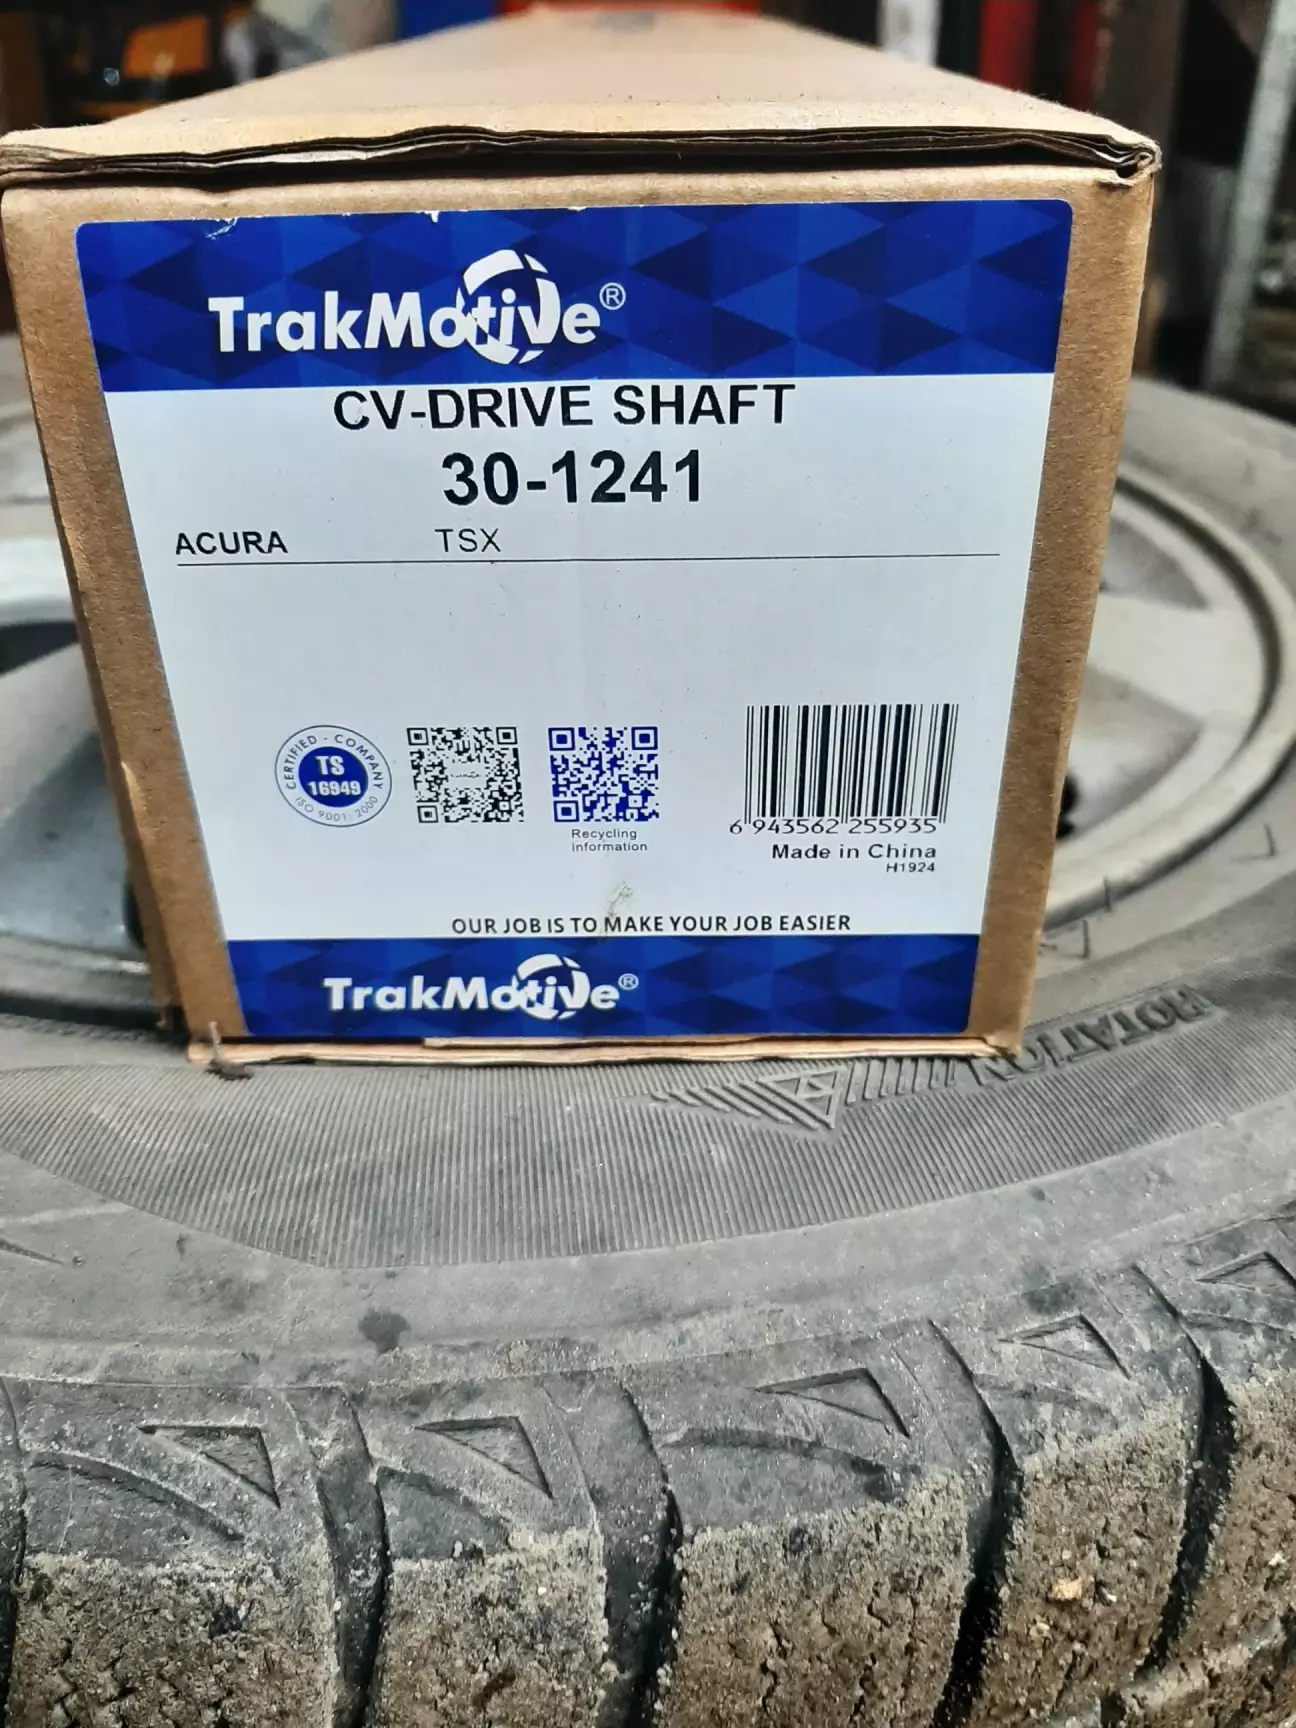 TrakMotive®
CV-DRIVE SHAFT
30-1241
ACURA TSX
CERTIFIED - COMPANY
TS
16949
ISO 9001: 2000
Recycling
Information
6 943562 255935
Made in China
H1924
OUR JOB IS TO MAKE YOUR JOB EASIER
TrakMotive®
ROTATION